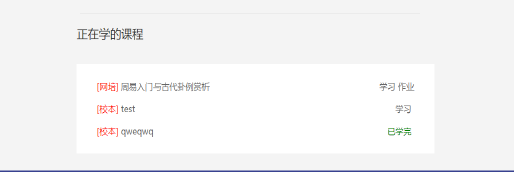 正在学的课程
[网培] 周易入门与古代卦例赏析 学习 作业
[校本] test 学习
[校本] qweqwq 已学完